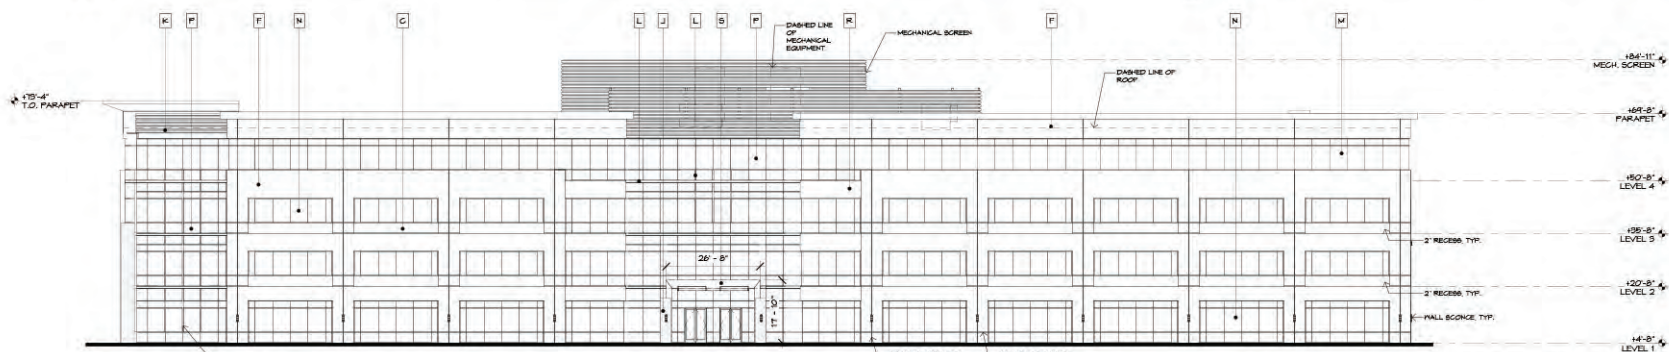 K P F N C L J L S P R F N M
DASHED LINE
OF
MECHANICAL
EQUIPMENT
MECHANICAL SCREEN
DASHED LINE OF
ROOF
+75'-4"
T.O. PARAPET
+84'-11"
MECH. SCREEN
+69'-8"
PARAPET
+50'-8"
LEVEL 4
+35'-8"
LEVEL 3
2" RECESS, TYP.
26' - 8"
17' - 9"
+20'-8"
LEVEL 2
2" RECESS, TYP.
WALL SCONCE, TYP.
+4'-8"
LEVEL 1